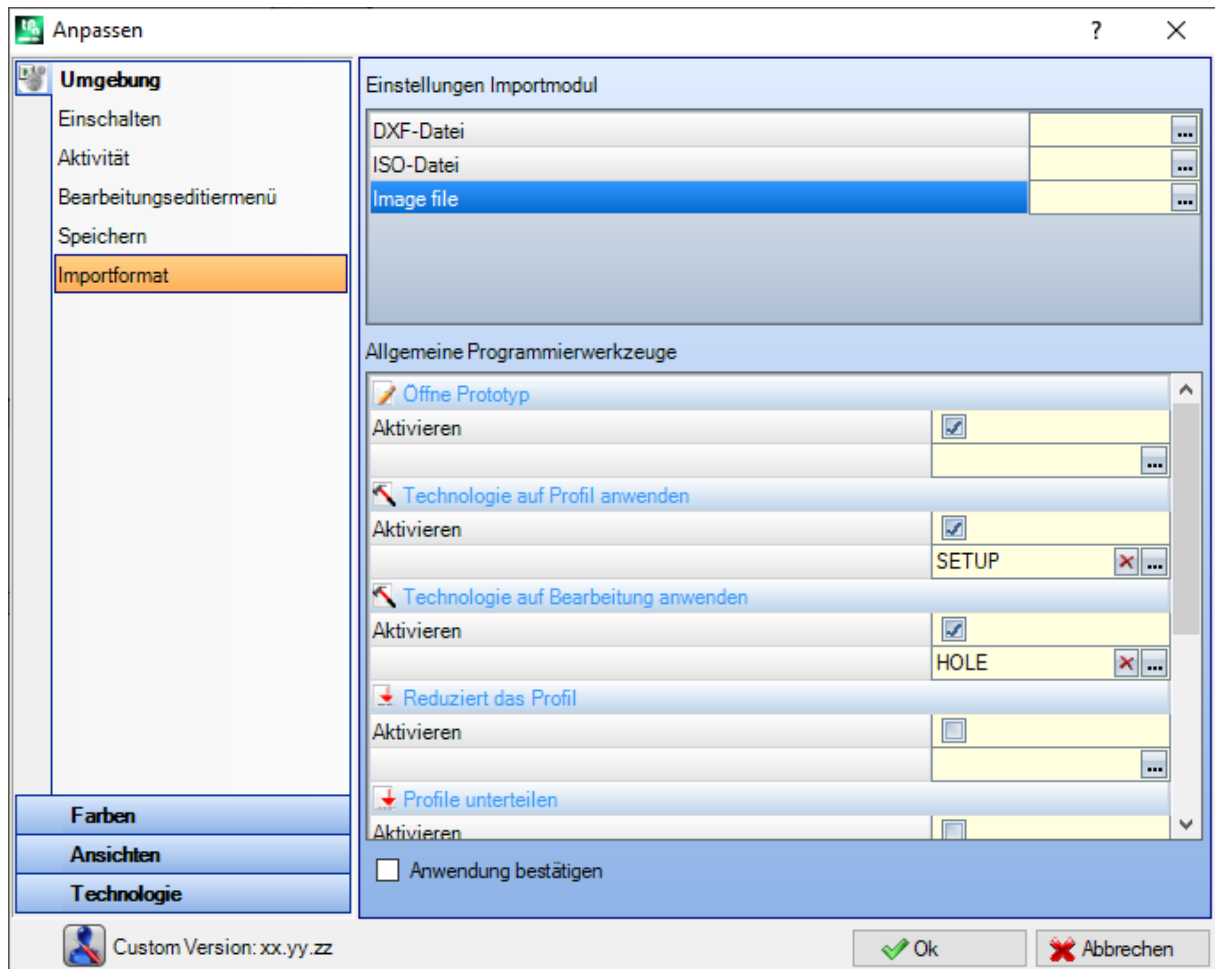 Anpassen
?
Umgebung
Einschalten
Aktivität
Bearbeitungseditiermenü
Speichern
Importformat
Farben
Ansichten
Technologie
Einstellungen Importmodul
DXF-Datei ...
ISO-Datei ...
Image file ...
Allgemeine Programmierwerkzeuge
Öffne Prototyp
Aktivieren
...
Technologie auf Profil anwenden
Aktivieren
SETUP ...
Technologie auf Bearbeitung anwenden
Aktivieren
HOLE ...
Reduziert das Profil
Aktivieren
...
Profile unterteilen
Aktivieren
Anwendung bestätigen
Custom Version: xx.yy.zz
Ok
Abbrechen